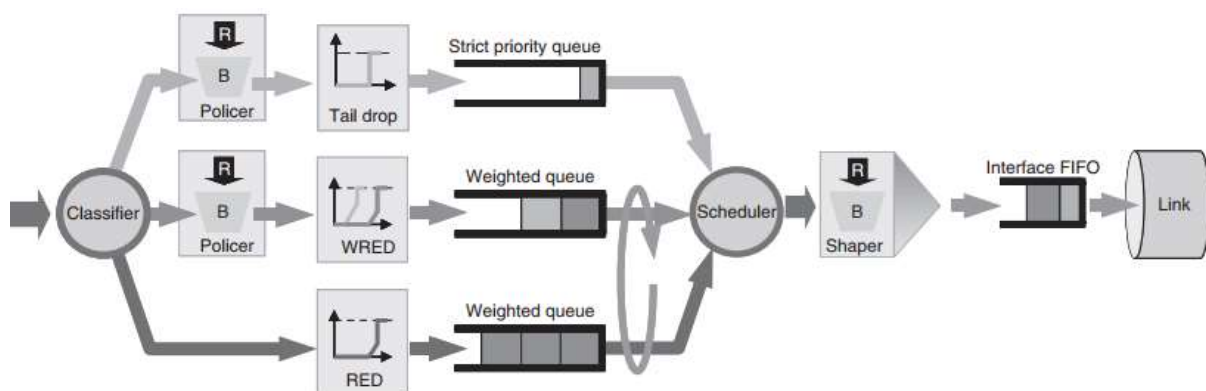 R
B
Policer
Tail drop
Strict priority queue
Classifier
R
B
Policer
WRED
Weighted queue
RED
Weighted queue
Scheduler
R
B
Shaper
Interface FIFO
Link